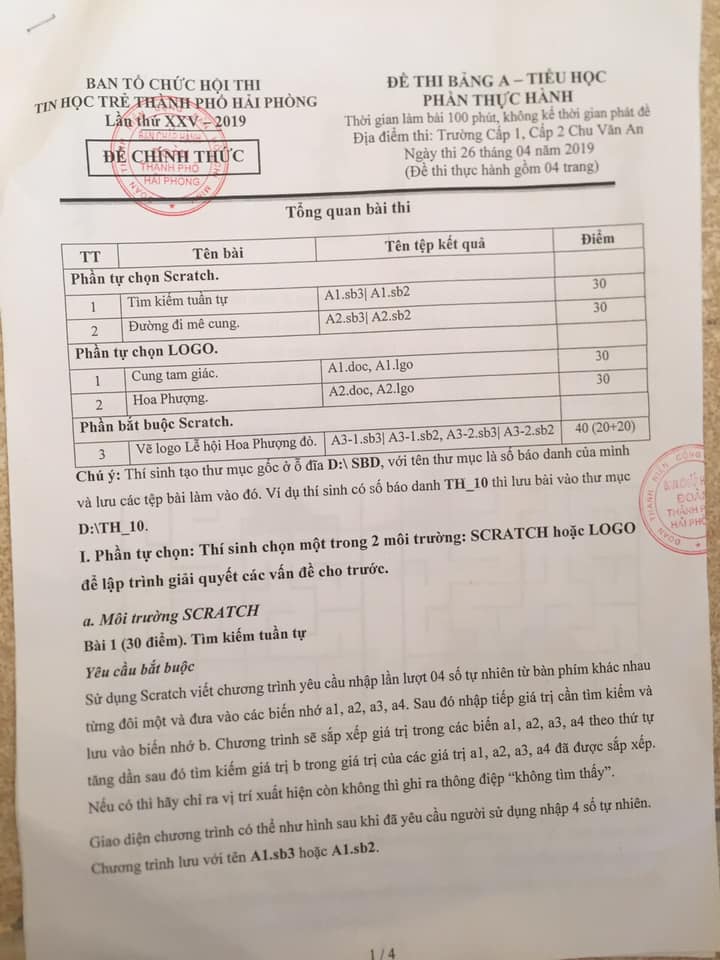 BAN TỔ CHỨC HỘI THI
TIN HỌC TRẺ THÀNH PHỐ HẢI PHÒNG
Lần thứ XXV - 2019
ĐỀ CHÍNH THỨC
ĐỀ THI BẢNG A – TIỂU HỌC
PHẦN THỰC HÀNH
Thời gian làm bài 100 phút, không kể thời gian phát đề
Địa điểm thi: Trường Cấp 1, Cấp 2 Chu Văn An
Ngày thi 26 tháng 04 năm 2019
(Đề thi thực hành gồm 04 trang)
Tổng quan bài thi
TT Tên bài Tên tệp kết quả Điểm
Phần tự chọn Scratch.
1 Tìm kiếm tuần tự A1.sb3| A1.sb2 30
2 Đường đi mê cung. A2.sb3| A2.sb2 30
Phần tự chọn LOGO.
1 Cung tam giác. A1.doc, A1.lgo 30
2 Hoa Phượng. A2.doc, A2.lgo 30
Phần bắt buộc Scratch.
3 Vẽ logo Lễ hội Hoa Phượng đỏ. A3-1.sb3| A3-1.sb2, A3-2.sb3| A3-2.sb2 40 (20+20)
Chú ý: Thí sinh tạo thư mục gốc ở ổ đĩa D:\ SBD, với tên thư mục là số báo danh của mình
và lưu các tệp bài làm vào đó. Ví dụ thí sinh có số báo danh TH_10 thì lưu bài vào thư mục
D:\TH_10.
I. Phần tự chọn: Thí sinh chọn một trong 2 môi trường: SCRATCH hoặc LOGO
để lập trình giải quyết các vấn đề cho trước.
a. Môi trường SCRATCH
Bài 1 (30 điểm). Tìm kiếm tuần tự
Yêu cầu bắt buộc
Sử dụng Scratch viết chương trình yêu cầu nhập lần lượt 04 số tự nhiên từ bàn phím khác nhau
từng đôi một và đưa vào các biến nhớ a1, a2, a3, a4. Sau đó nhập tiếp giá trị cần tìm kiếm và
lưu vào biến nhớ b. Chương trình sẽ sắp xếp giá trị trong các biến a1, a2, a3, a4 theo thứ tự
tăng dần sau đó tìm kiếm giá trị b trong giá trị của các giá trị a1, a2, a3, a4 đã được sắp xếp.
Nếu có thì hãy chỉ ra vị trí xuất hiện còn không thì ghi ra thông điệp “không tìm thấy”.
Giao diện chương trình có thể như hình sau khi đã yêu cầu người sử dụng nhập 4 số tự nhiên.
Chương trình lưu với tên A1.sb3 hoặc A1.sb2.
1 / 4